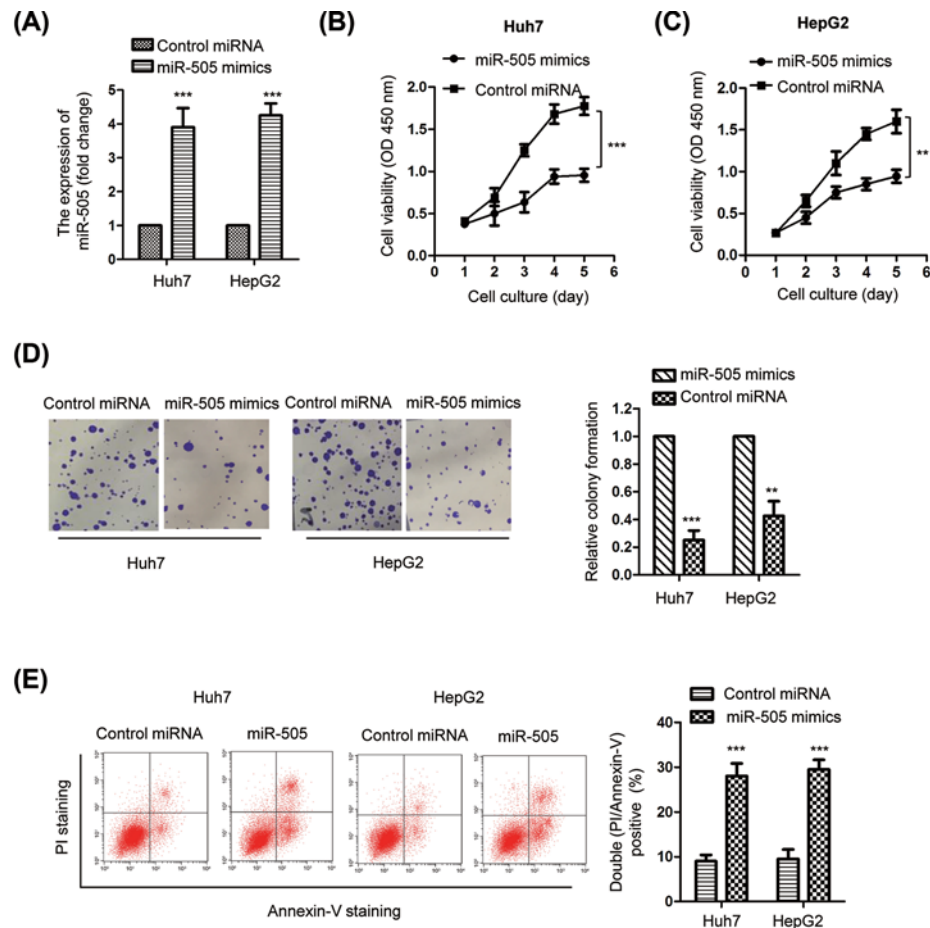 (A)
Control miRNA
miR-505 mimics
The expression of
miR-505 (fold change)
6
4
2
0
***
***
Huh7
HepG2
(B)
Huh7
miR-505 mimics
Control miRNA
Cell viability (OD 450 nm)
2.0
1.5
1.0
0.5
0.0
***
0 1 2 3 4 5 6
Cell culture (day)
(C)
HepG2
miR-505 mimics
Control miRNA
Cell viability (OD 450 nm)
2.0
1.5
1.0
0.5
0.0
**
0 1 2 3 4 5 6
Cell culture (day)
(D)
Control miRNA miR-505 mimics Control miRNA miR-505 mimics
Huh7
HepG2
miR-505 mimics
Control miRNA
Relative colony formation
1.2
1.0
0.8
0.6
0.4
0.2
0.0
***
**
Huh7
HepG2
(E)
Huh7
HepG2
Control miRNA
miR-505
Control miRNA
miR-505
PI staining
Annexin-V staining
Control miRNA
miR-505 mimics
Double (PI/Annexin-V)
positive (%)
40
30
20
10
0
***
***
Huh7
HepG2